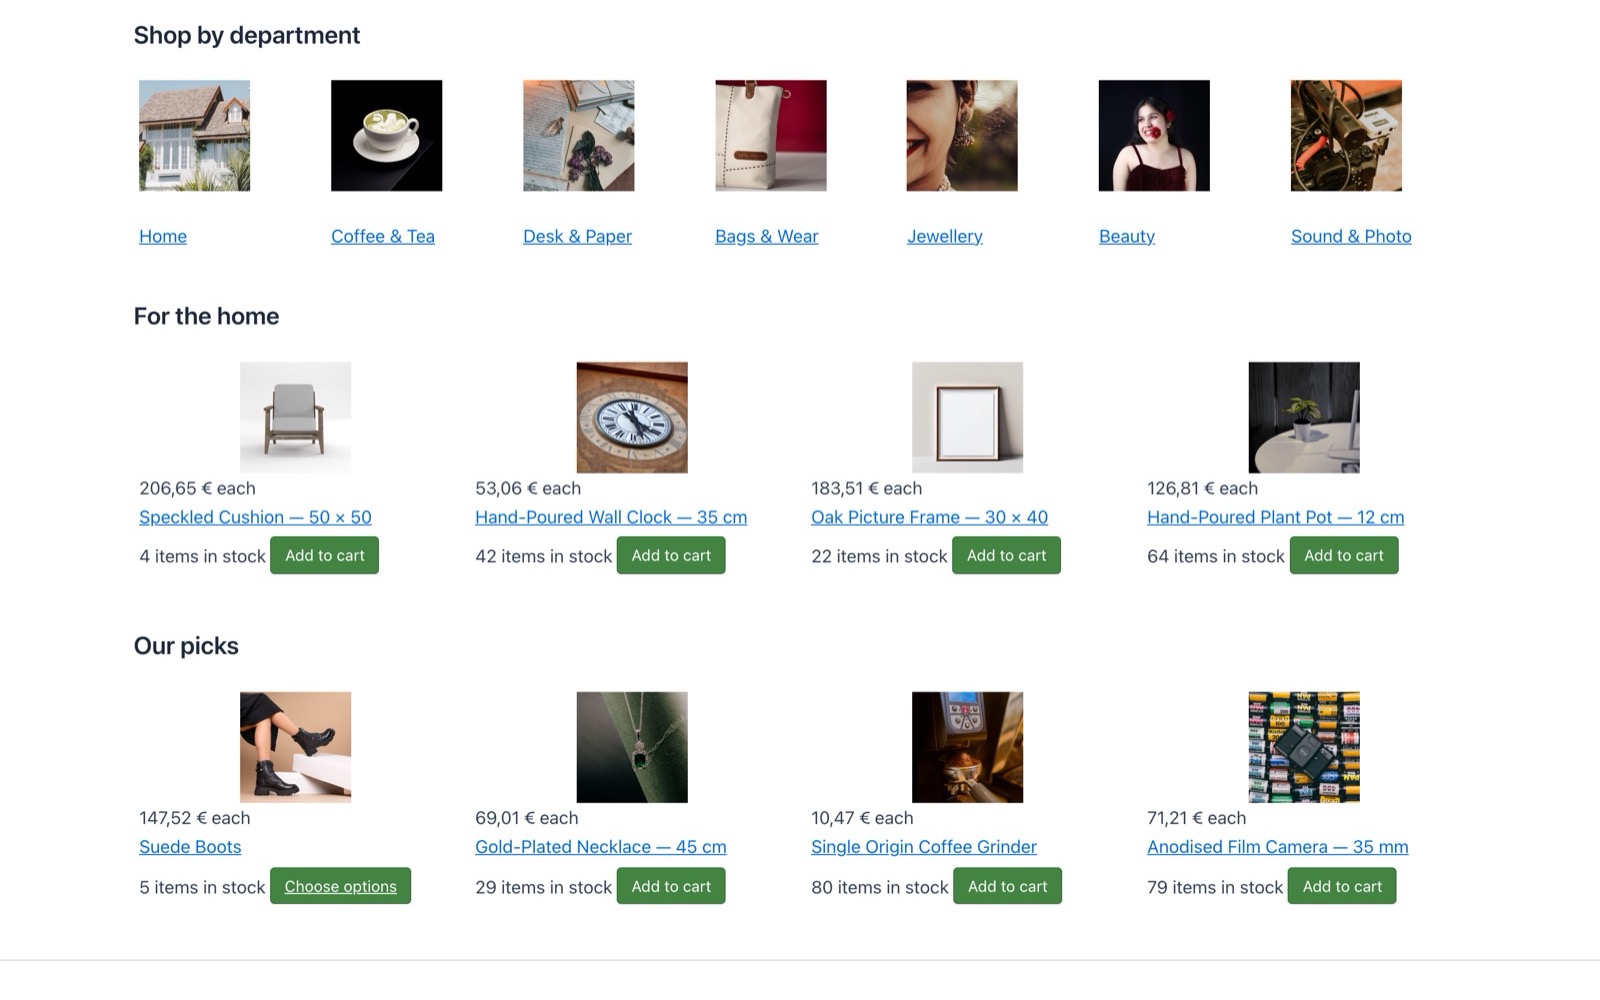 Shop by department
Home
Coffee & Tea
Desk & Paper
Bags & Wear
Jewellery
Beauty
Sound & Photo
For the home
206,65 € each
Speckled Cushion — 50 × 50
4 items in stock Add to cart
53,06 € each
Hand-Poured Wall Clock — 35 cm
42 items in stock Add to cart
183,51 € each
Oak Picture Frame — 30 × 40
22 items in stock Add to cart
126,81 € each
Hand-Poured Plant Pot — 12 cm
64 items in stock Add to cart
Our picks
147,52 € each
Suede Boots
5 items in stock Choose options
69,01 € each
Gold-Plated Necklace — 45 cm
29 items in stock Add to cart
10,47 € each
Single Origin Coffee Grinder
80 items in stock Add to cart
71,21 € each
Anodised Film Camera — 35 mm
79 items in stock Add to cart